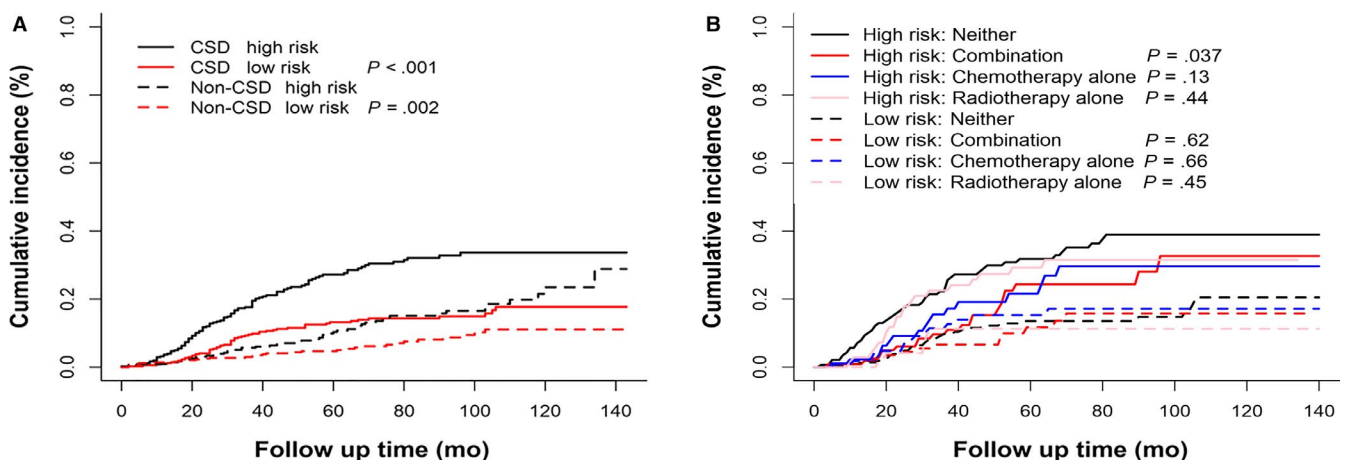 A
Cumulative incidence (%)
1.0
0.8
0.6
0.4
0.2
0.0
CSD high risk
CSD low risk P < .001
Non-CSD high risk
Non-CSD low risk P = .002
0 20 40 60 80 100 120 140
Follow up time (mo)
B
Cumulative incidence (%)
1.0
0.8
0.6
0.4
0.2
0.0
High risk: Neither
High risk: Combination P = .037
High risk: Chemotherapy alone P = .13
High risk: Radiotherapy alone P = .44
Low risk: Neither
Low risk: Combination P = .62
Low risk: Chemotherapy alone P = .66
Low risk: Radiotherapy alone P = .45
0 20 40 60 80 100 120 140
Follow up time (mo)